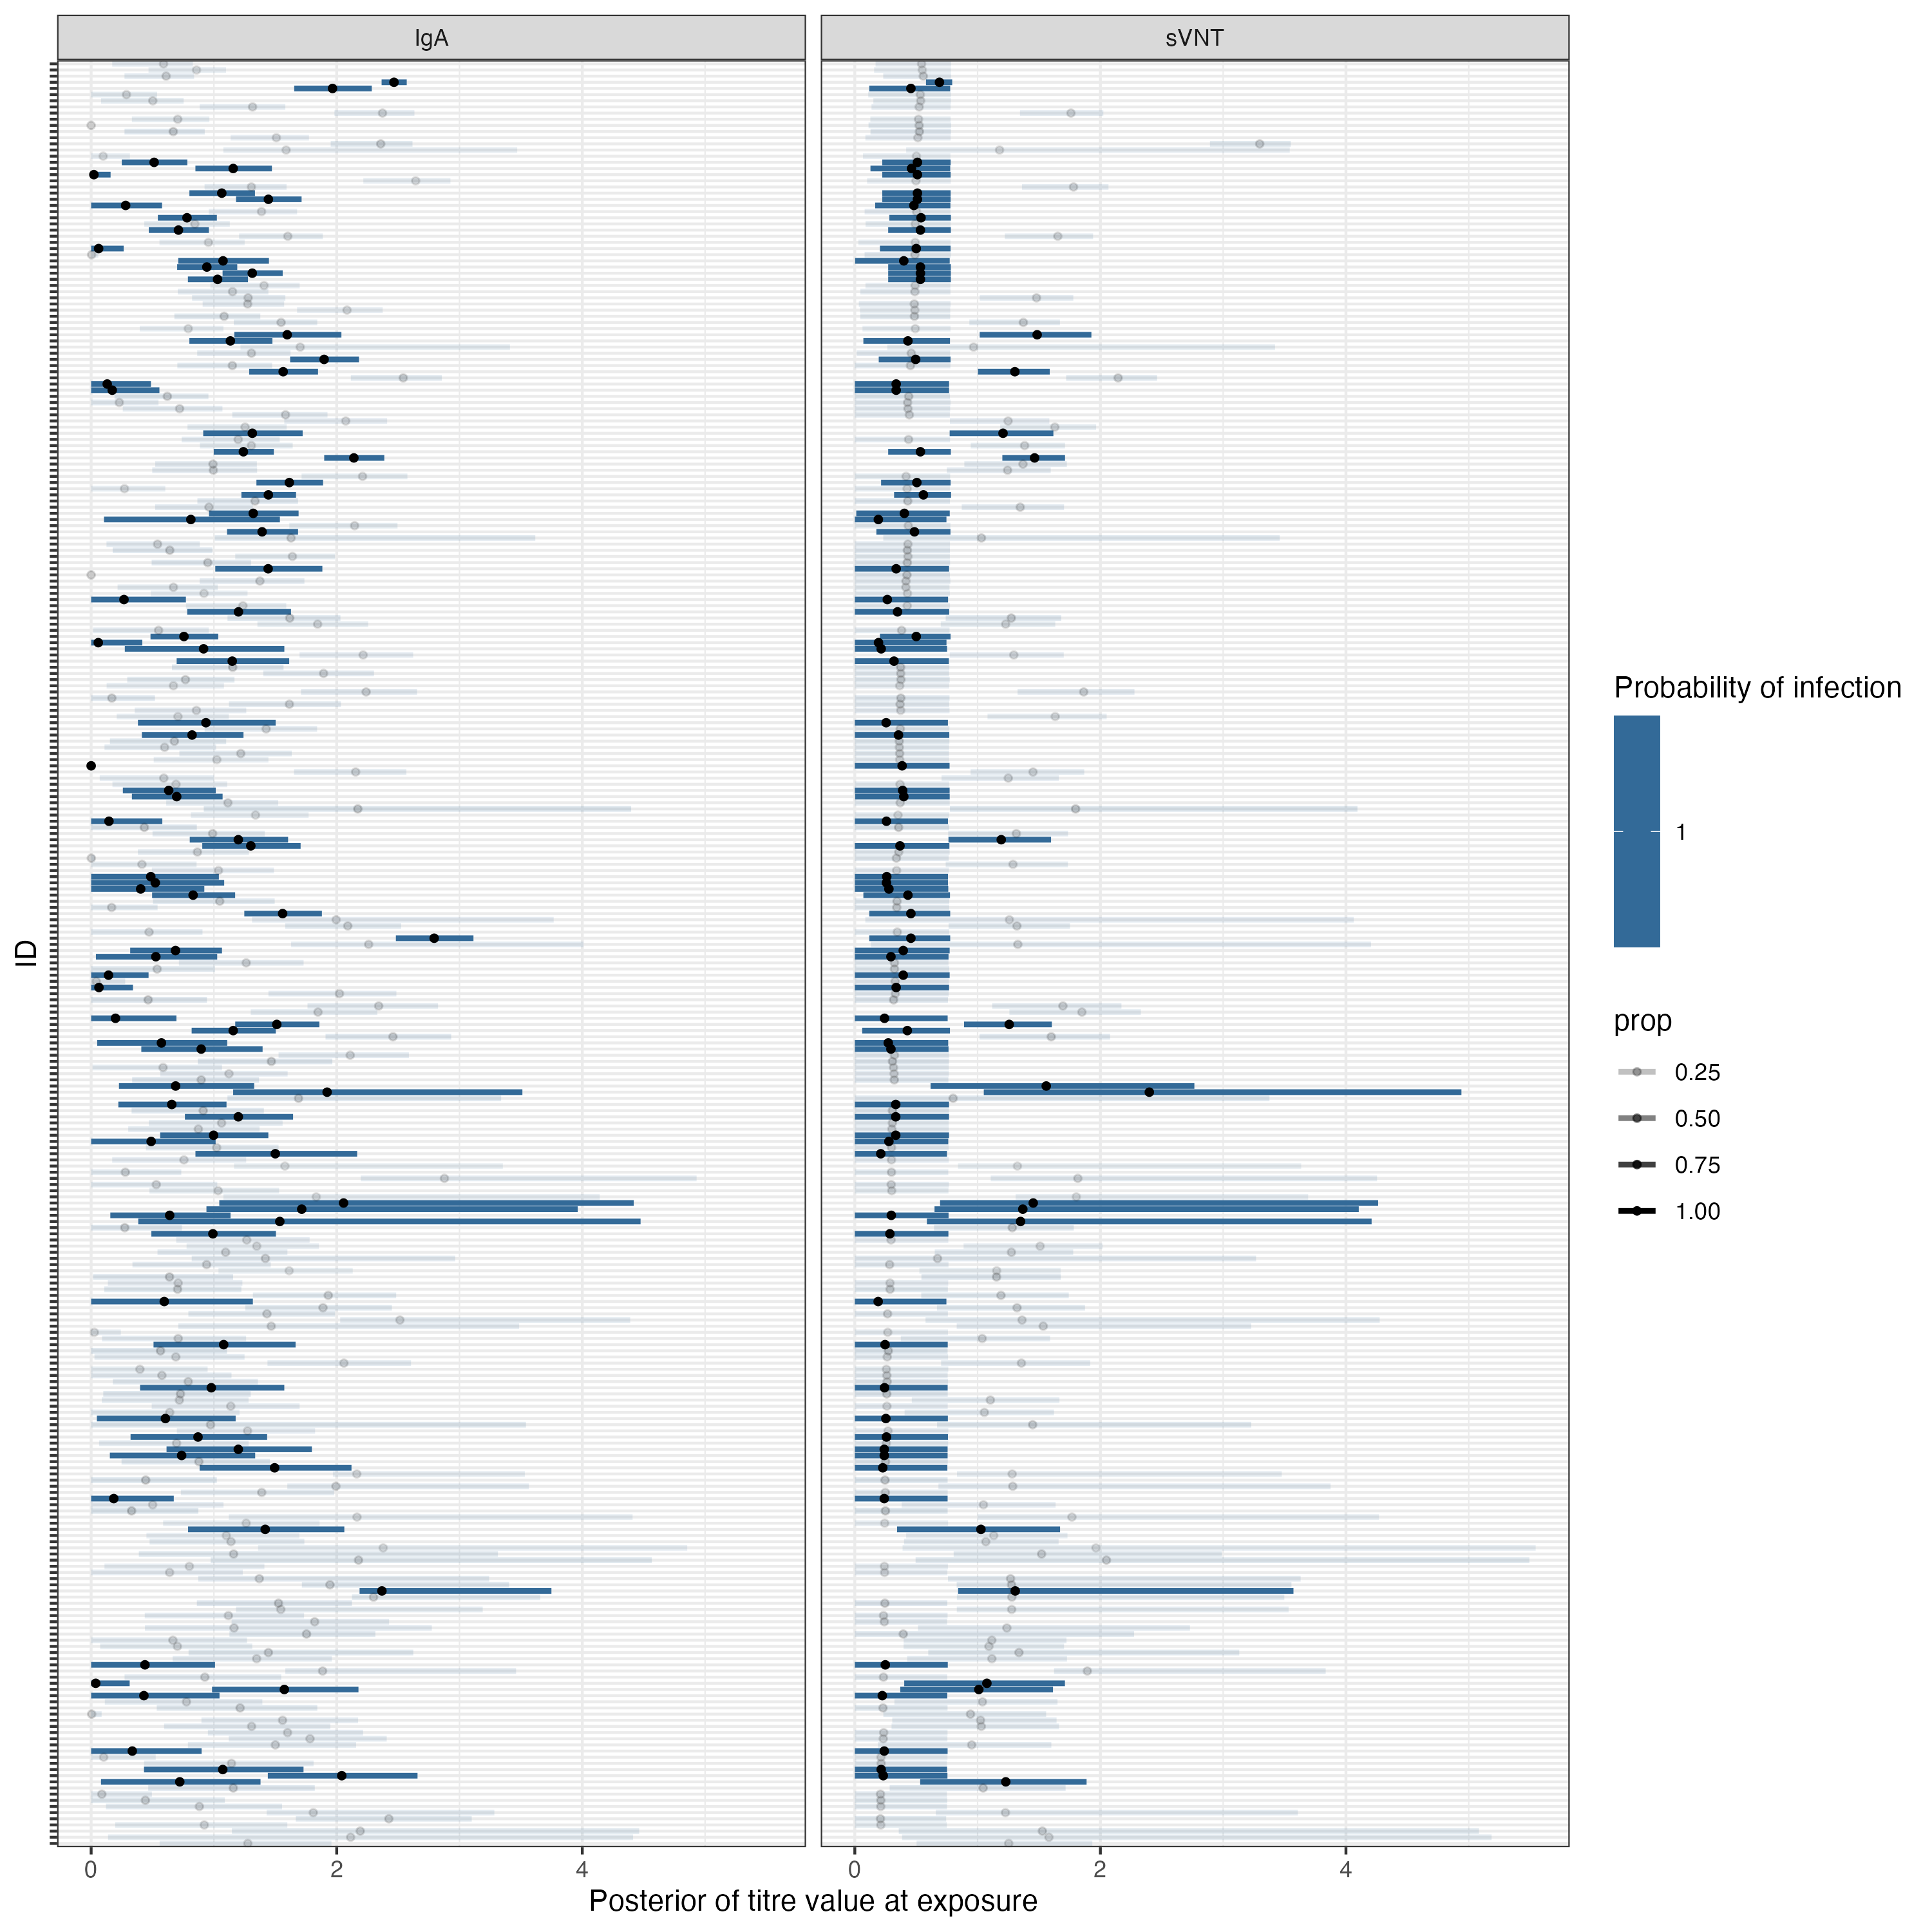 IgA
sVNT
ID
0
2
4
0
2
4
Posterior of titre value at exposure
Probability of infection
1
prop
0.25
0.50
0.75
1.00